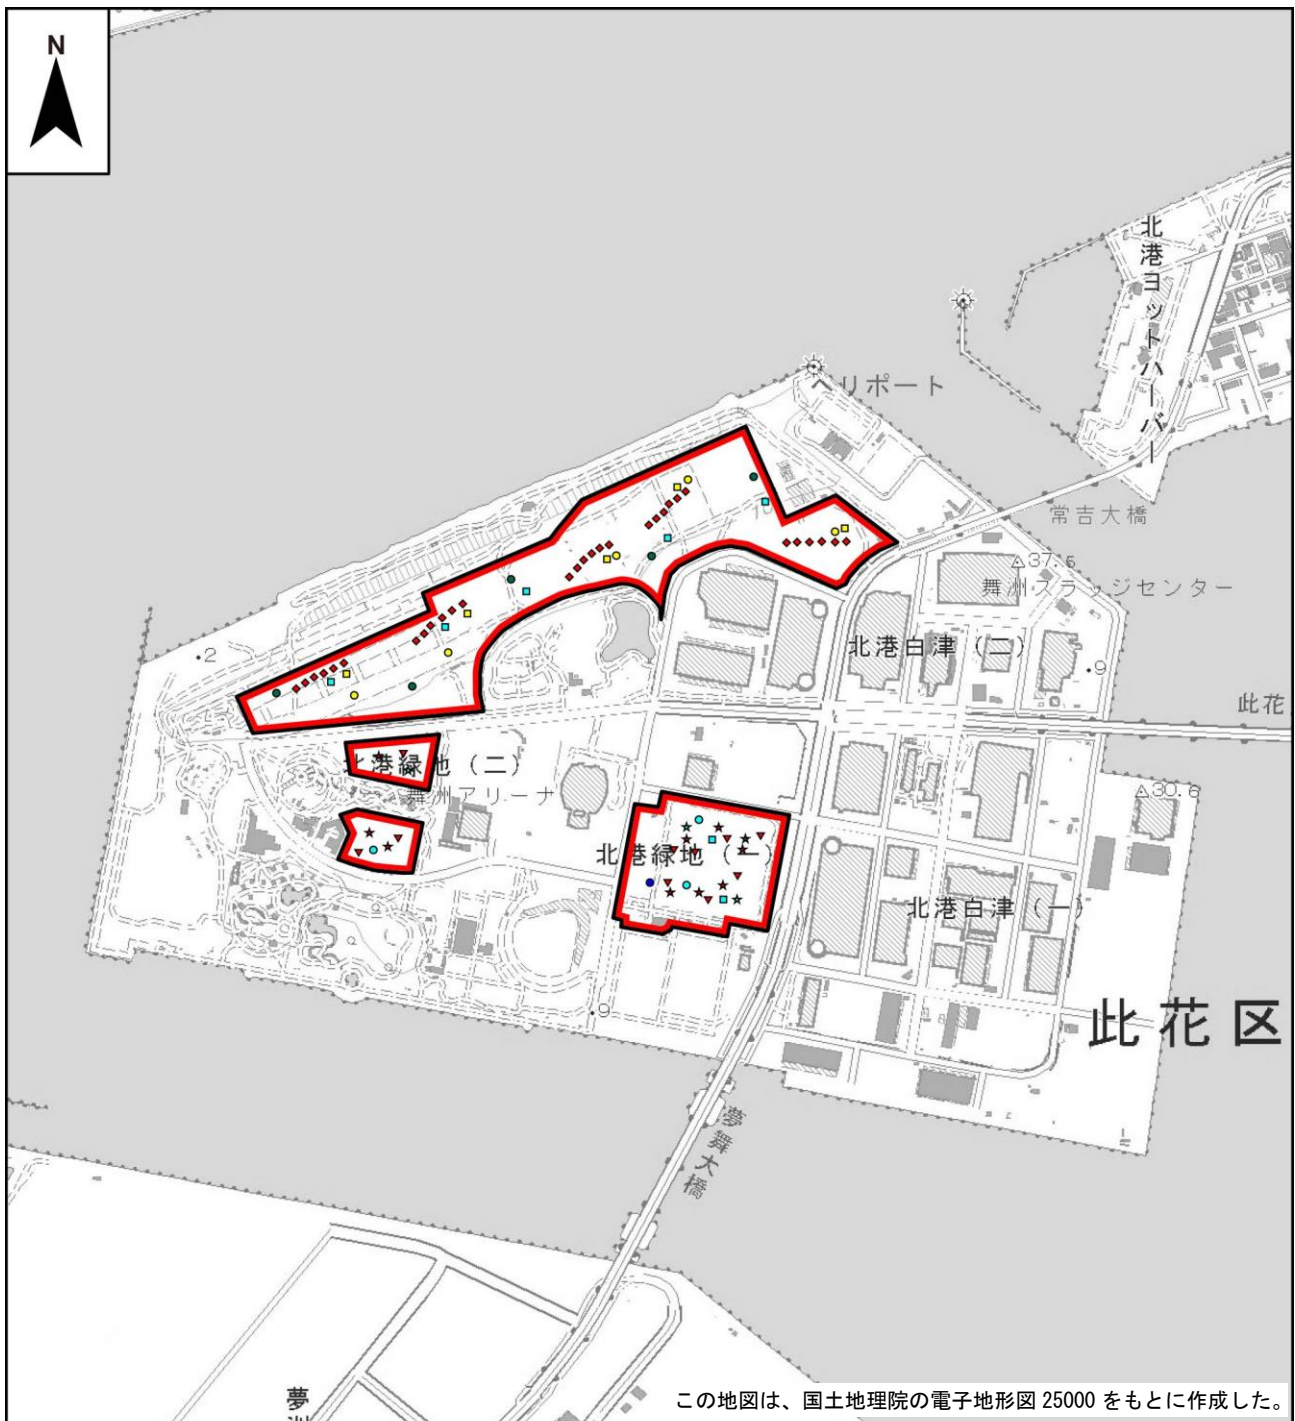 N
北港ヨットハーバー
ヘリポート
常吉大橋
37.5
舞洲スラッジセンター
北港白津（二）
2
9
此花
北港緑地（二）
舞洲アリーナ
30.6
北港緑地（一）
北港白津（一）
9
此花区
夢舞大橋
夢洲
この地図は、国土地理院の電子地形図 25000 をもとに作成した。